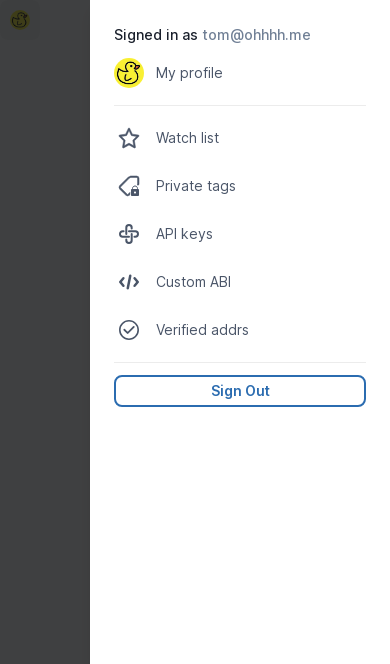 Signed in as tom@ohhhh.me
My profile
Watch list
Private tags
API keys
Custom ABI
Verified addrs
Sign Out